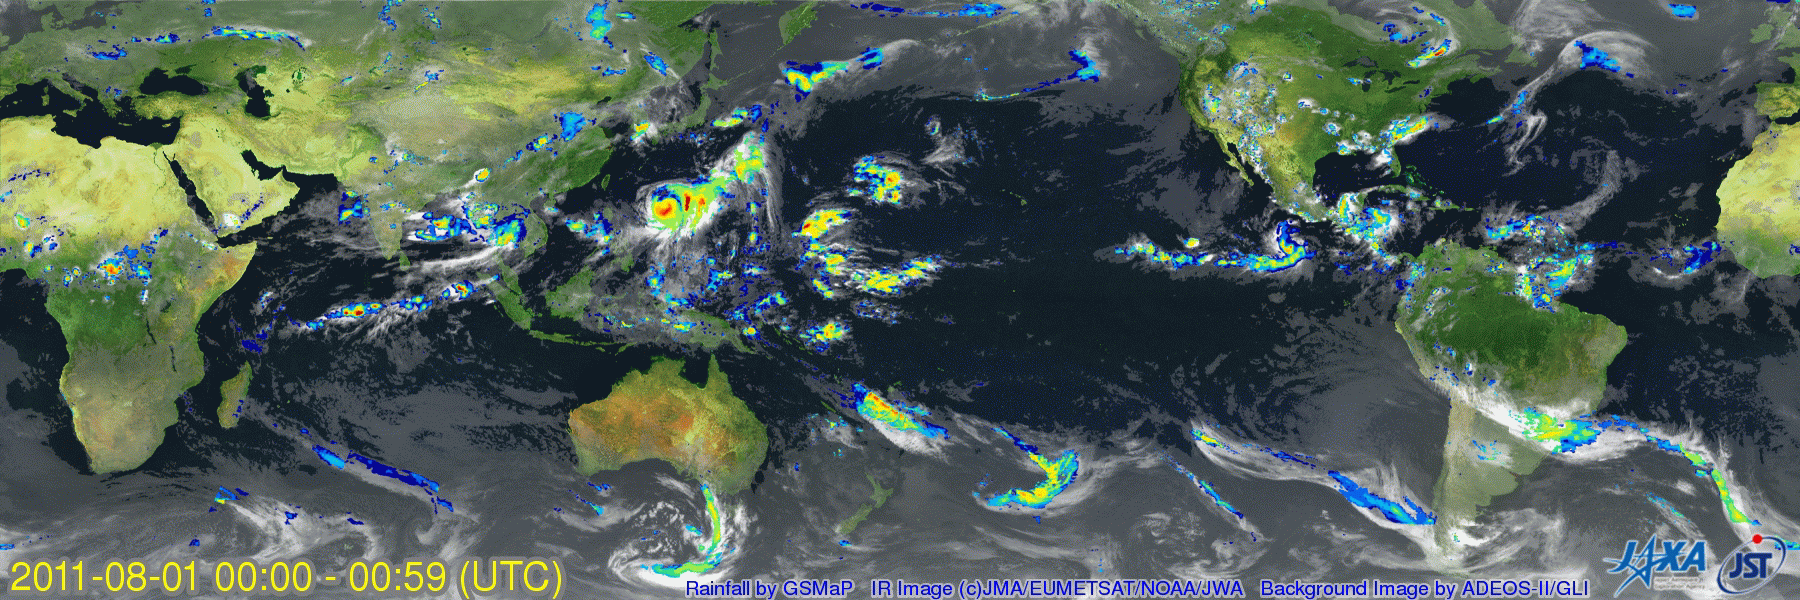 JAXA
JST
2011-08-01 00:00 - 00:59 (UTC)
Rainfall by GSMaP IR Image (c)JMA/EUMETSAT/NOAA/JWA Background Image by ADEOS-II/GLI